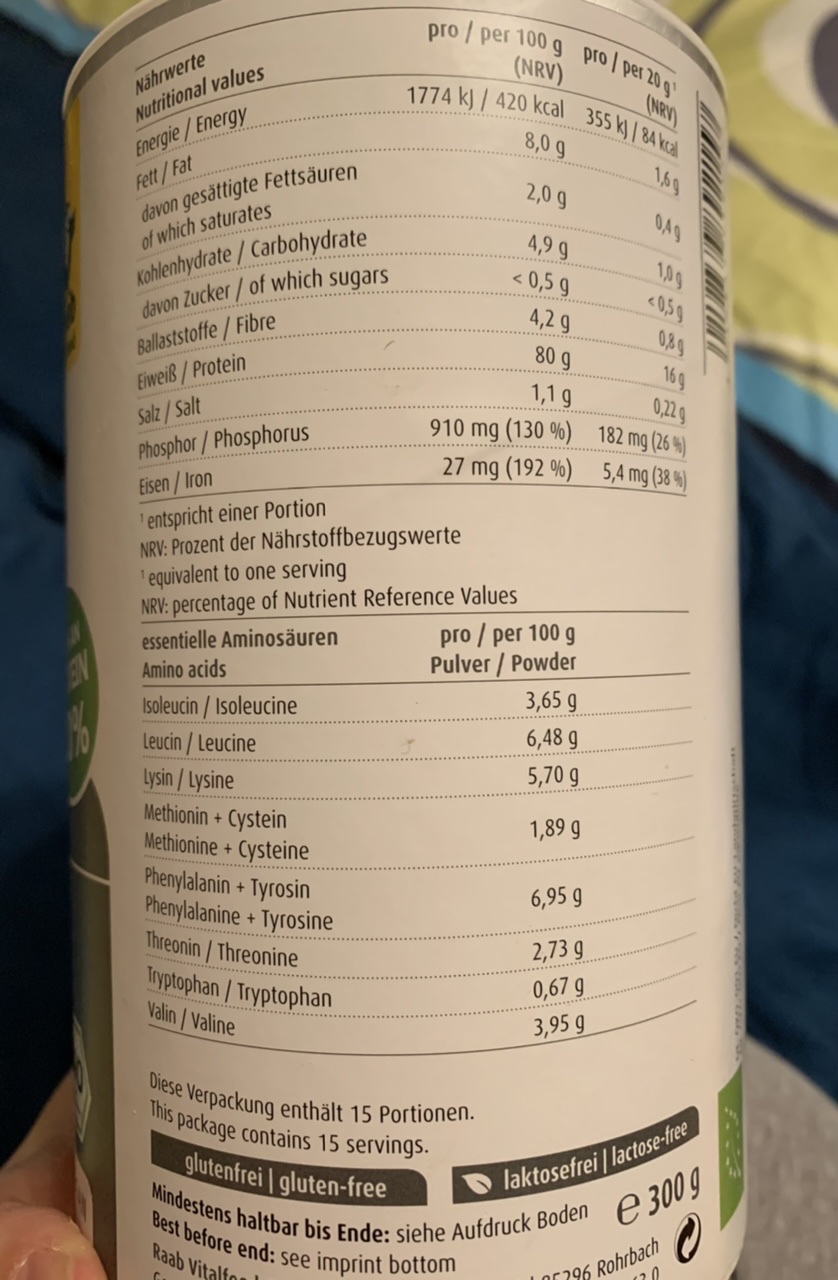 Nährwerte pro / per 100 g pro / per 20 g¹
Nutritional values (NRV) (NRV)
Energie / Energy 1774 kJ / 420 kcal 355 kJ / 84 kcal
Fett / Fat 8,0 g 1,6 g
davon gesättigte Fettsäuren
of which saturates 2,0 g 0,4 g
Kohlenhydrate / Carbohydrate 4,9 g 1,0 g
davon Zucker / of which sugars < 0,5 g < 0,5 g
Ballaststoffe / Fibre 4,2 g 0,8 g
Eiweiß / Protein 80 g 16 g
Salz / Salt 1,1 g 0,22 g
Phosphor / Phosphorus 910 mg (130 %) 182 mg (26 %)
Eisen / Iron 27 mg (192 %) 5,4 mg (38 %)
¹ entspricht einer Portion
NRV: Prozent der Nährstoffbezugswerte
¹ equivalent to one serving
NRV: percentage of Nutrient Reference Values
essentielle Aminosäuren pro / per 100 g
Amino acids Pulver / Powder
Isoleucin / Isoleucine 3,65 g
Leucin / Leucine 6,48 g
Lysin / Lysine 5,70 g
Methionin + Cystein
Methionine + Cysteine 1,89 g
Phenylalanin + Tyrosin
Phenylalanine + Tyrosine 6,95 g
Threonin / Threonine 2,73 g
Tryptophan / Tryptophan 0,67 g
Valin / Valine 3,95 g
Diese Verpackung enthält 15 Portionen.
This package contains 15 servings.
glutenfrei | gluten-free laktosefrei | lactose-free
Mindestens haltbar bis Ende: siehe Aufdruck Boden e 300 g
Best before end: see imprint bottom
Raab Rohrbach